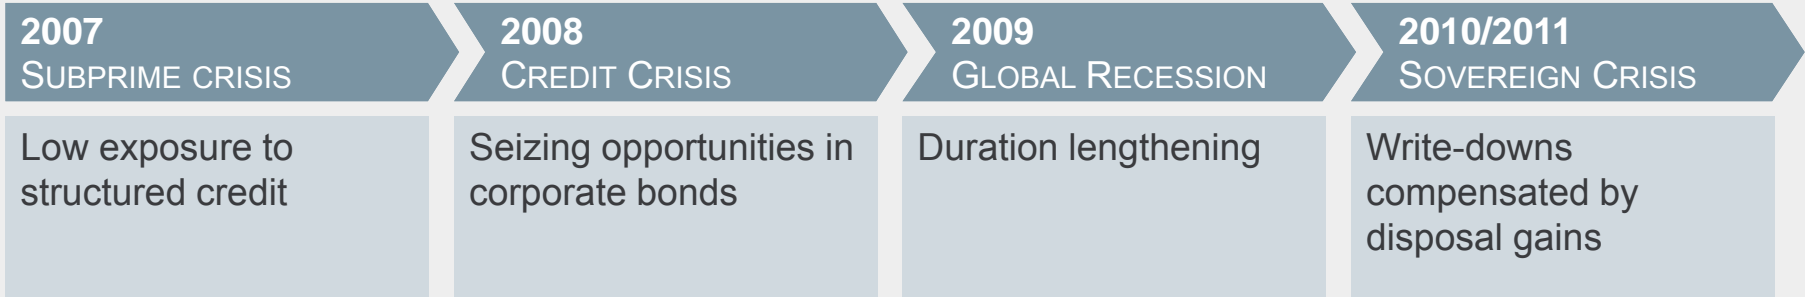 2007
SUBPRIME CRISIS
Low exposure to
structured credit
2008
CREDIT CRISIS
Seizing opportunities in
corporate bonds
2009
GLOBAL RECESSION
Duration lengthening
2010/2011
SOVEREIGN CRISIS
Write-downs
compensated by
disposal gains